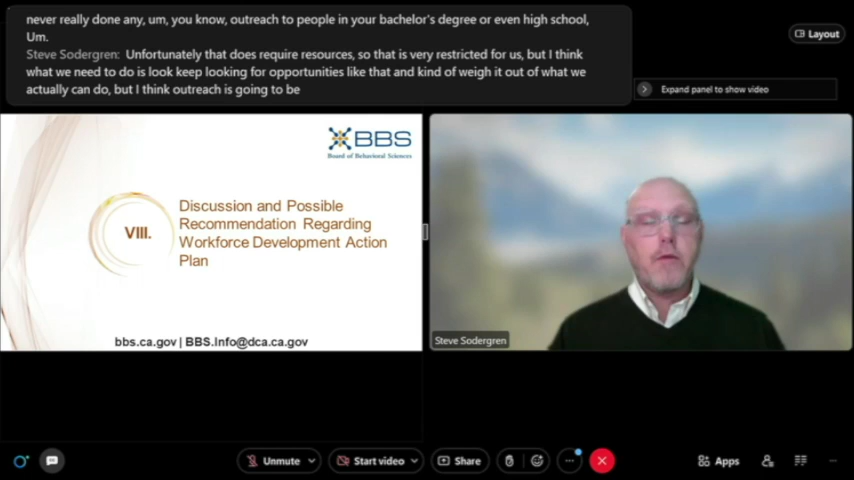 never really done any, um, you know, outreach to people in your bachelor's degree or even high school,
Um.
Steve Sodergren: Unfortunately that does require resources, so that is very restricted for us, but I think
what we need to do is look keep looking for opportunities like that and kind of weigh it out of what we
actually can do, but I think outreach is going to be
Layout
Expand panel to show video
BBS
Board of Behavioral Sciences
VIII.
Discussion and Possible
Recommendation Regarding
Workforce Development Action
Plan
bbs.ca.gov | BBS.Info@dca.ca.gov
Steve Sodergren
Unmute
Start video
Share
Apps